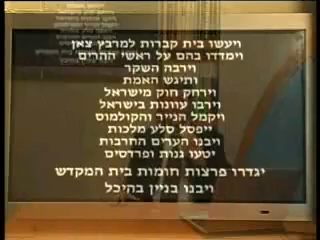 ויעשו בית קברות למרבץ צאן
וימדדו בהם על ראשי ההרים
וירבה השקר
ותיגש האמת
וירחק חוק מישראל
וירבו עוונות בישראל
ויקמל הנייר והקולמוס
ייפסל סלע מלכות
ויבנו הערים החרבות
יטעו גנות ופרדסים
יגדרו פרצות חומות בית המקדש
ויבנו בניין בהיכל